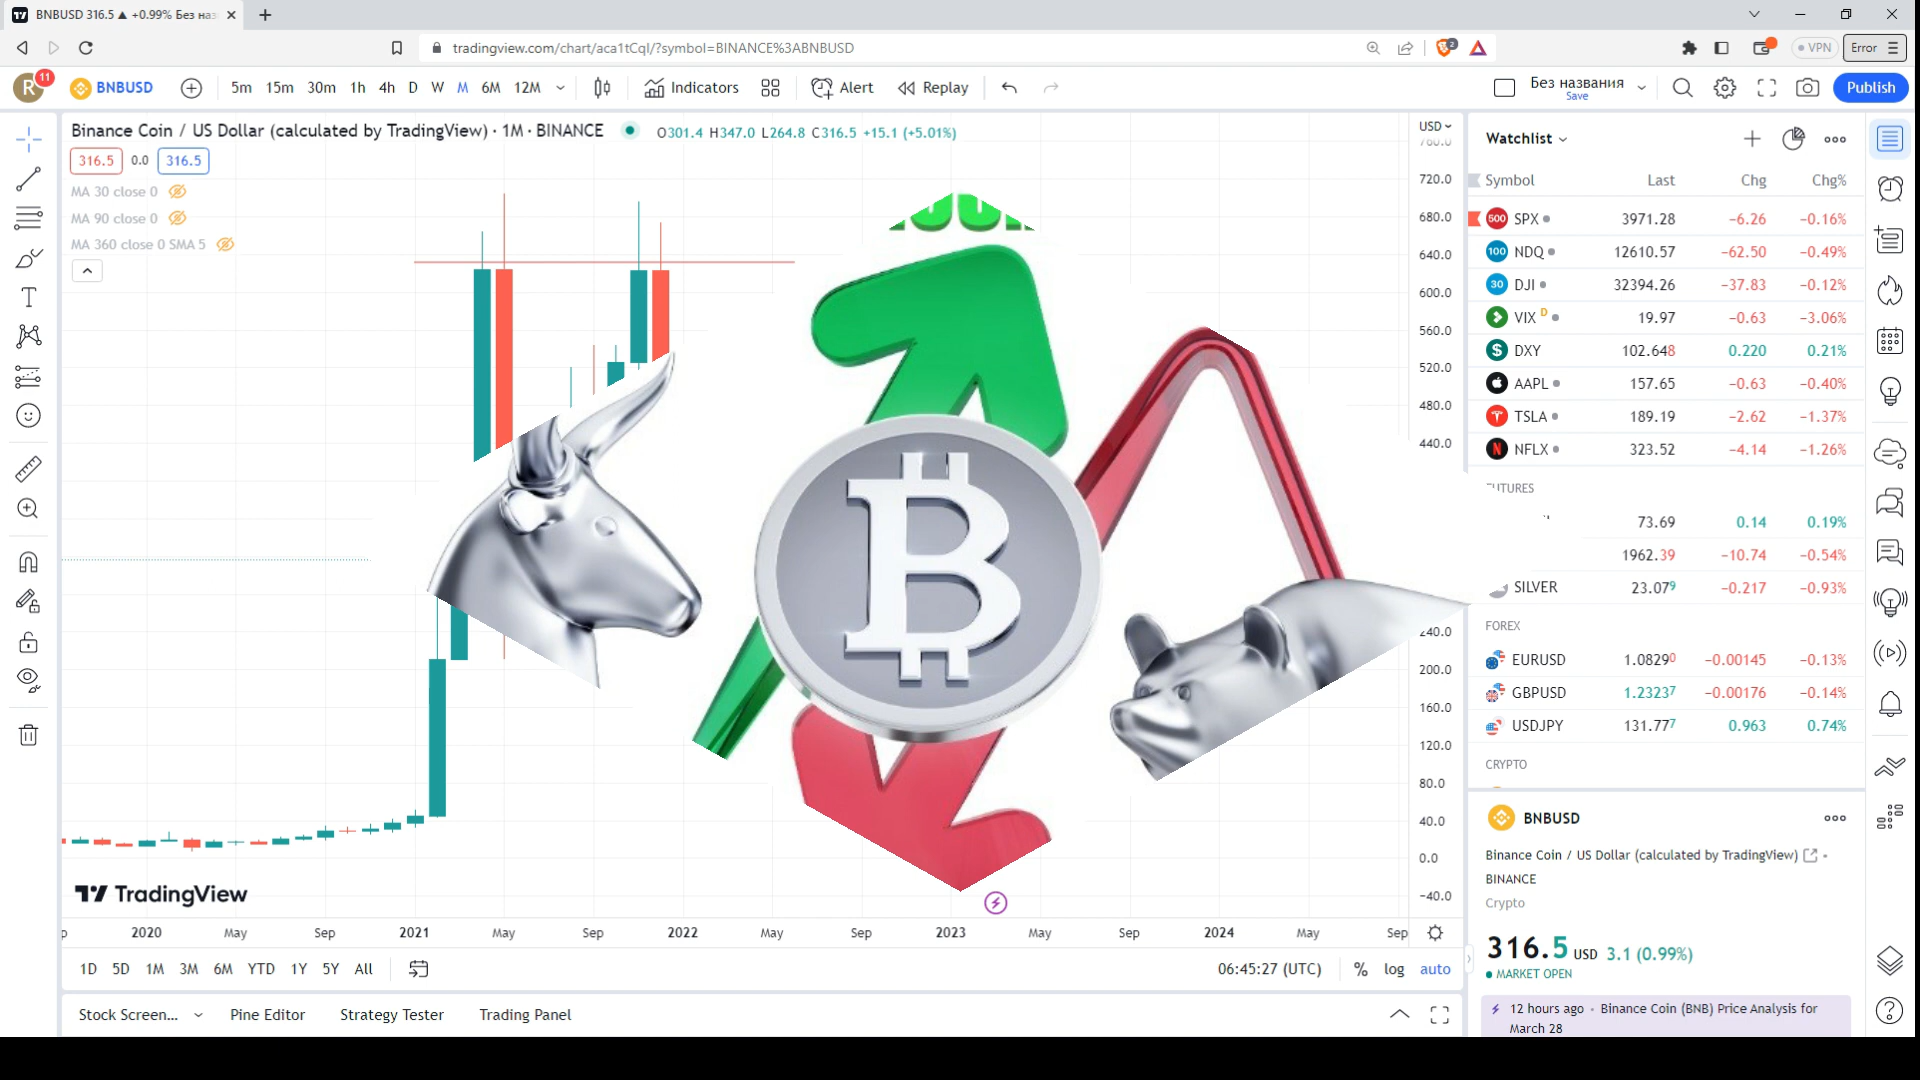 BNBUSD 316.5 ▲ +0.99% Без наз
tradingview.com/chart/aca1tCql/?symbol=BINANCE%3ABNBUSD
2
VPN
Error
R
11
BNBUSD
5m 15m 30m 1h 4h D W M 6M 12M
Indicators
Alert
Replay
Без названия
Save
Publish
Binance Coin / US Dollar (calculated by TradingView) · 1M · BINANCE
O301.4 H347.0 L264.8 C316.5 +15.1 (+5.01%)
316.5 0.0 316.5
MA 30 close 0
MA 90 close 0
MA 360 close 0 SMA 5
USD
760.0
720.0
680.0
640.0
600.0
560.0
520.0
480.0
440.0
240.0
200.0
160.0
120.0
80.0
40.0
0.0
−40.0
TradingView
2020 May Sep 2021 May Sep 2022 May Sep 2023 May Sep 2024 May Sep
1D 5D 1M 3M 6M YTD 1Y 5Y All
06:45:27 (UTC) % log auto
Stock Screen... Pine Editor Strategy Tester Trading Panel
Watchlist
Symbol Last Chg Chg%
500 SPX 3971.28 −6.26 −0.16%
100 NDQ 12610.57 −62.50 −0.49%
30 DJI 32394.26 −37.83 −0.12%
VIX D 19.97 −0.63 −3.06%
DXY 102.648 0.220 0.21%
AAPL 157.65 −0.63 −0.40%
TSLA 189.19 −2.62 −1.37%
NFLX 323.52 −4.14 −1.26%
UTURES
73.69 0.14 0.19%
1962.39 −10.74 −0.54%
SILVER 23.079 −0.217 −0.93%
FOREX
EURUSD 1.08290 −0.00145 −0.13%
GBPUSD 1.23237 −0.00176 −0.14%
USDJPY 131.777 0.963 0.74%
CRYPTO
BNBUSD
Binance Coin / US Dollar (calculated by TradingView)
BINANCE
Crypto
316.5 USD 3.1 (0.99%)
MARKET OPEN
12 hours ago · Binance Coin (BNB) Price Analysis for
March 28